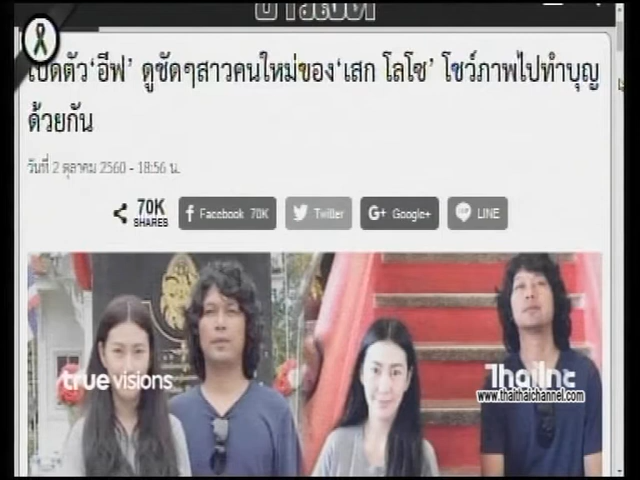 เปิดตัว‘อีฟ’ ดูชัดๆสาวคนใหม่ของ‘เสก โลโซ’ โชว์ภาพไปทำบุญ
ด้วยกัน
วันที่ 2 ตุลาคม 2560 - 18:56 น.
70K
SHARES
Facebook 70K
Twitter
Google+
LINE
true visions
www.thaithaichannel.com